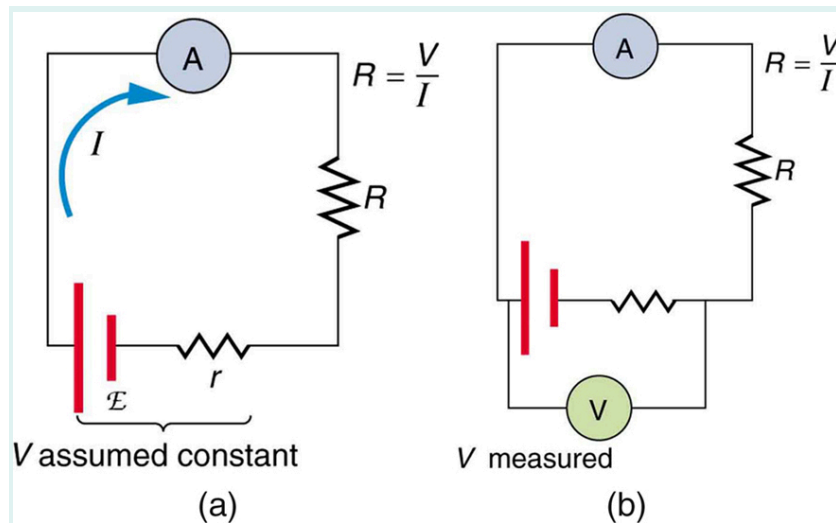 A
R = V/I
I
R
ℰ
r
V assumed constant
(a)
A
R = V/I
R
V
V measured
(b)